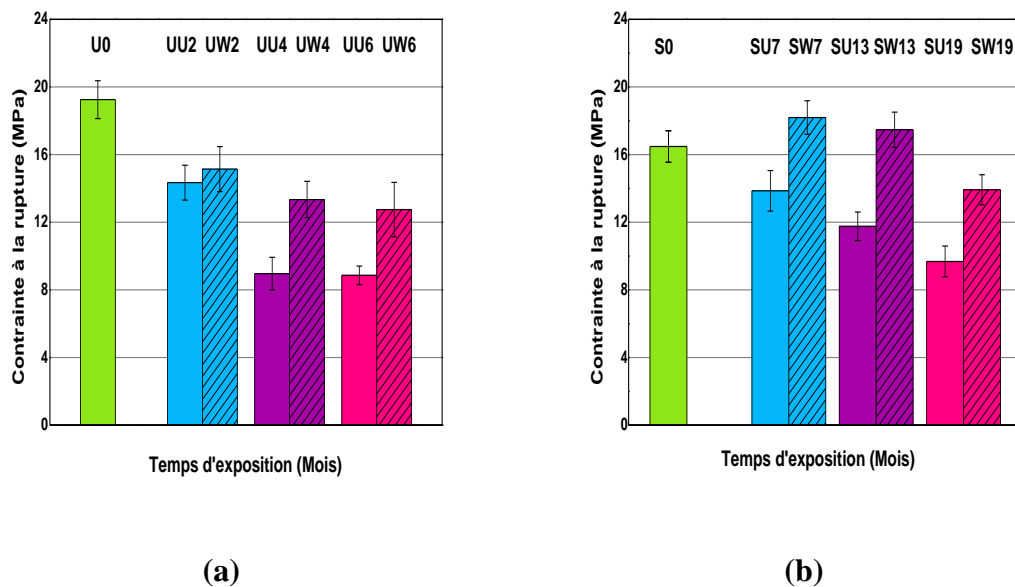 24
20
16
12
8
4
0
Contrainte à la rupture (MPa)
U0 UU2 UW2 UU4 UW4 UU6 UW6
Temps d'exposition (Mois)
(a)
24
20
16
12
8
4
0
Contrainte à la rupture (MPa)
S0 SU7 SW7 SU13 SW13 SU19 SW19
Temps d'exposition (Mois)
(b)